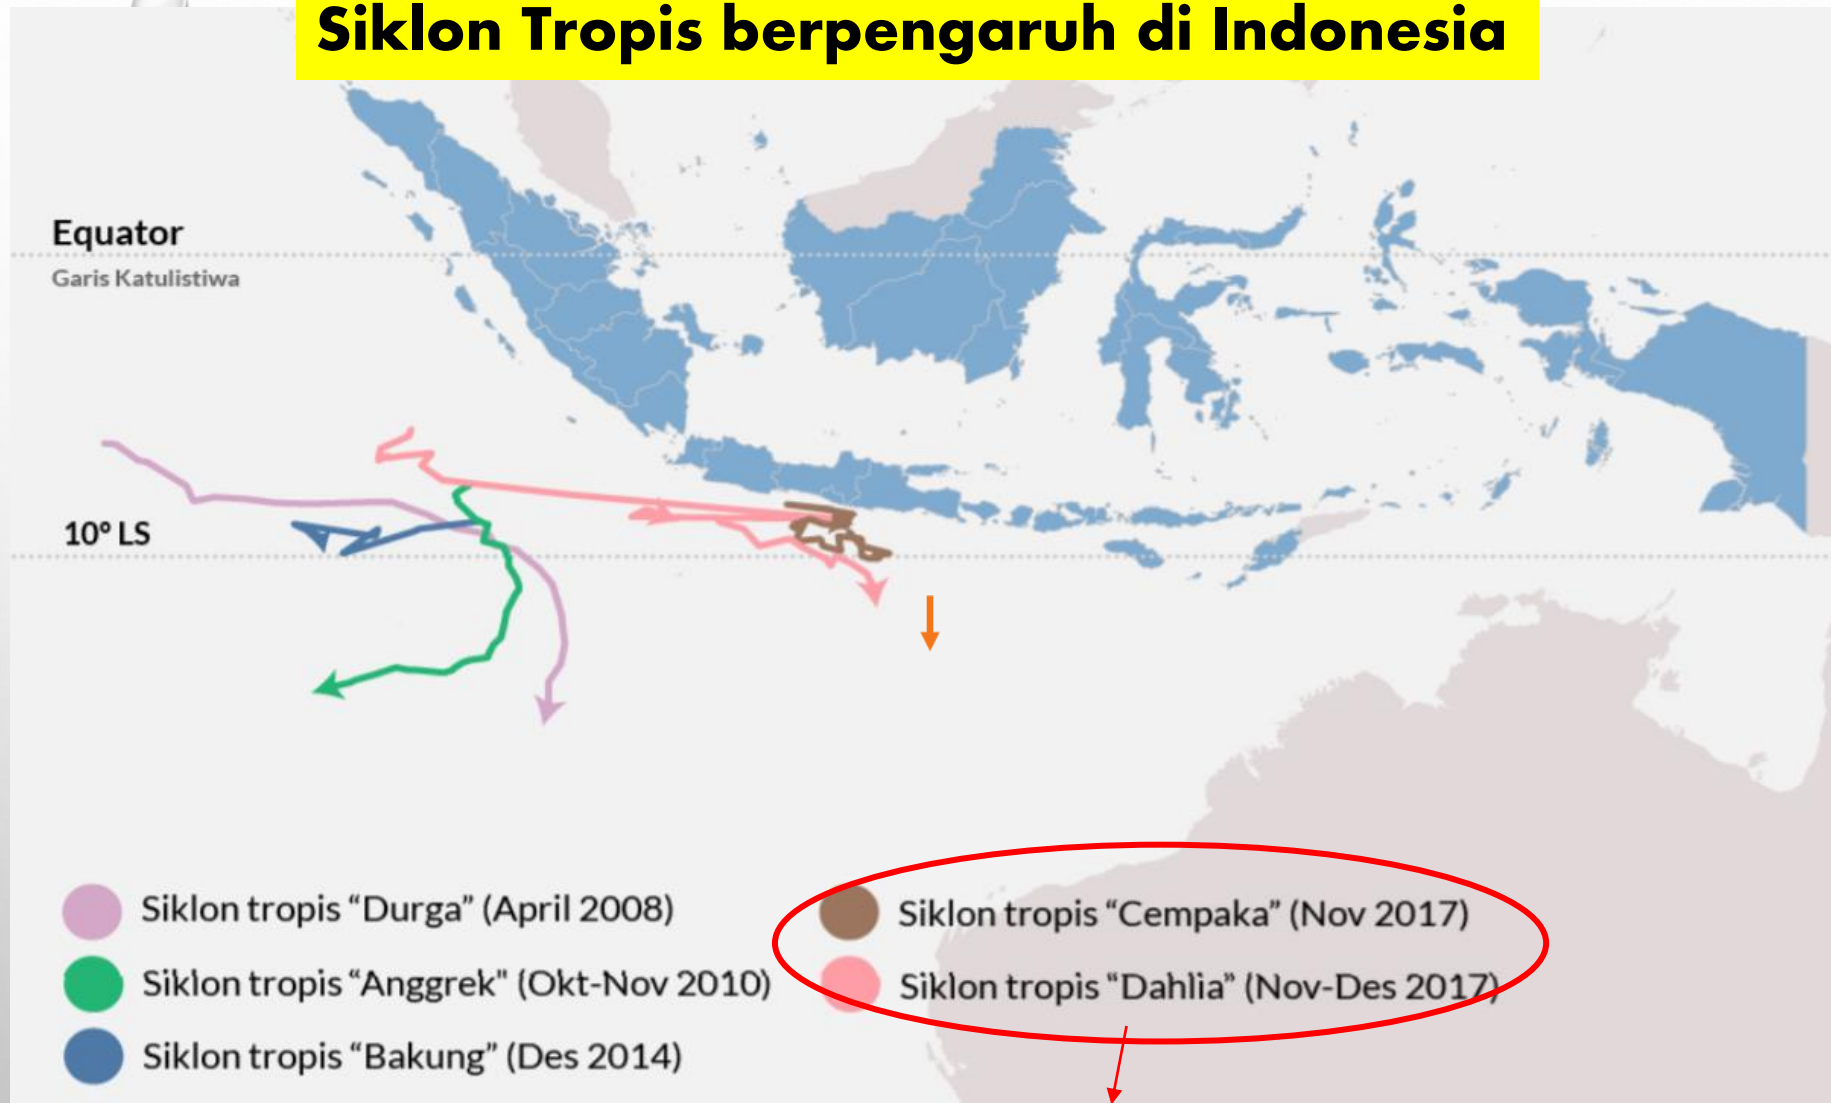 Siklon Tropis berpengaruh di Indonesia
Equator
Garis Katulistiwa
10° LS
Siklon tropis “Durga” (April 2008)
Siklon tropis “Anggrek” (Okt-Nov 2010)
Siklon tropis “Bakung” (Des 2014)
Siklon tropis “Cempaka” (Nov 2017)
Siklon tropis “Dahlia” (Nov-Des 2017)